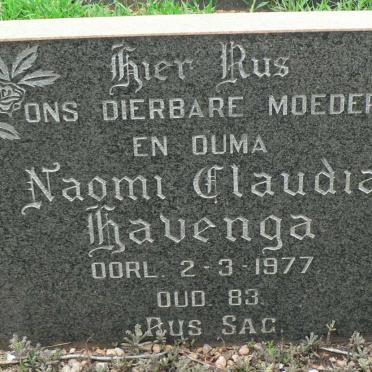 Hier Rus
ONS DIERBARE MOEDER
EN OUMA
Naomi Claudia
Havenga
OORL. 2-3-1977
OUD. 83.
RUS SAG.